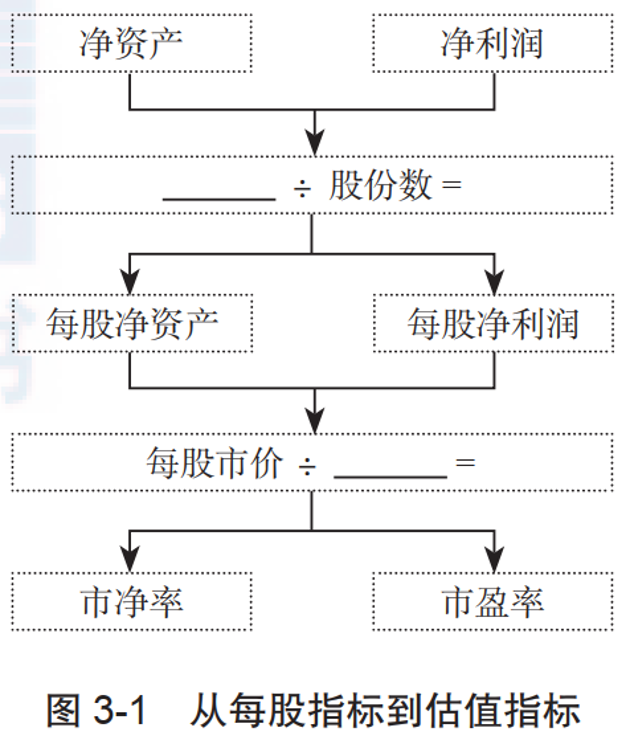 净资产 净利润
______ ÷ 股份数 =
每股净资产 每股净利润
每股市价 ÷ ______ =
市净率 市盈率
图 3-1 从每股指标到估值指标